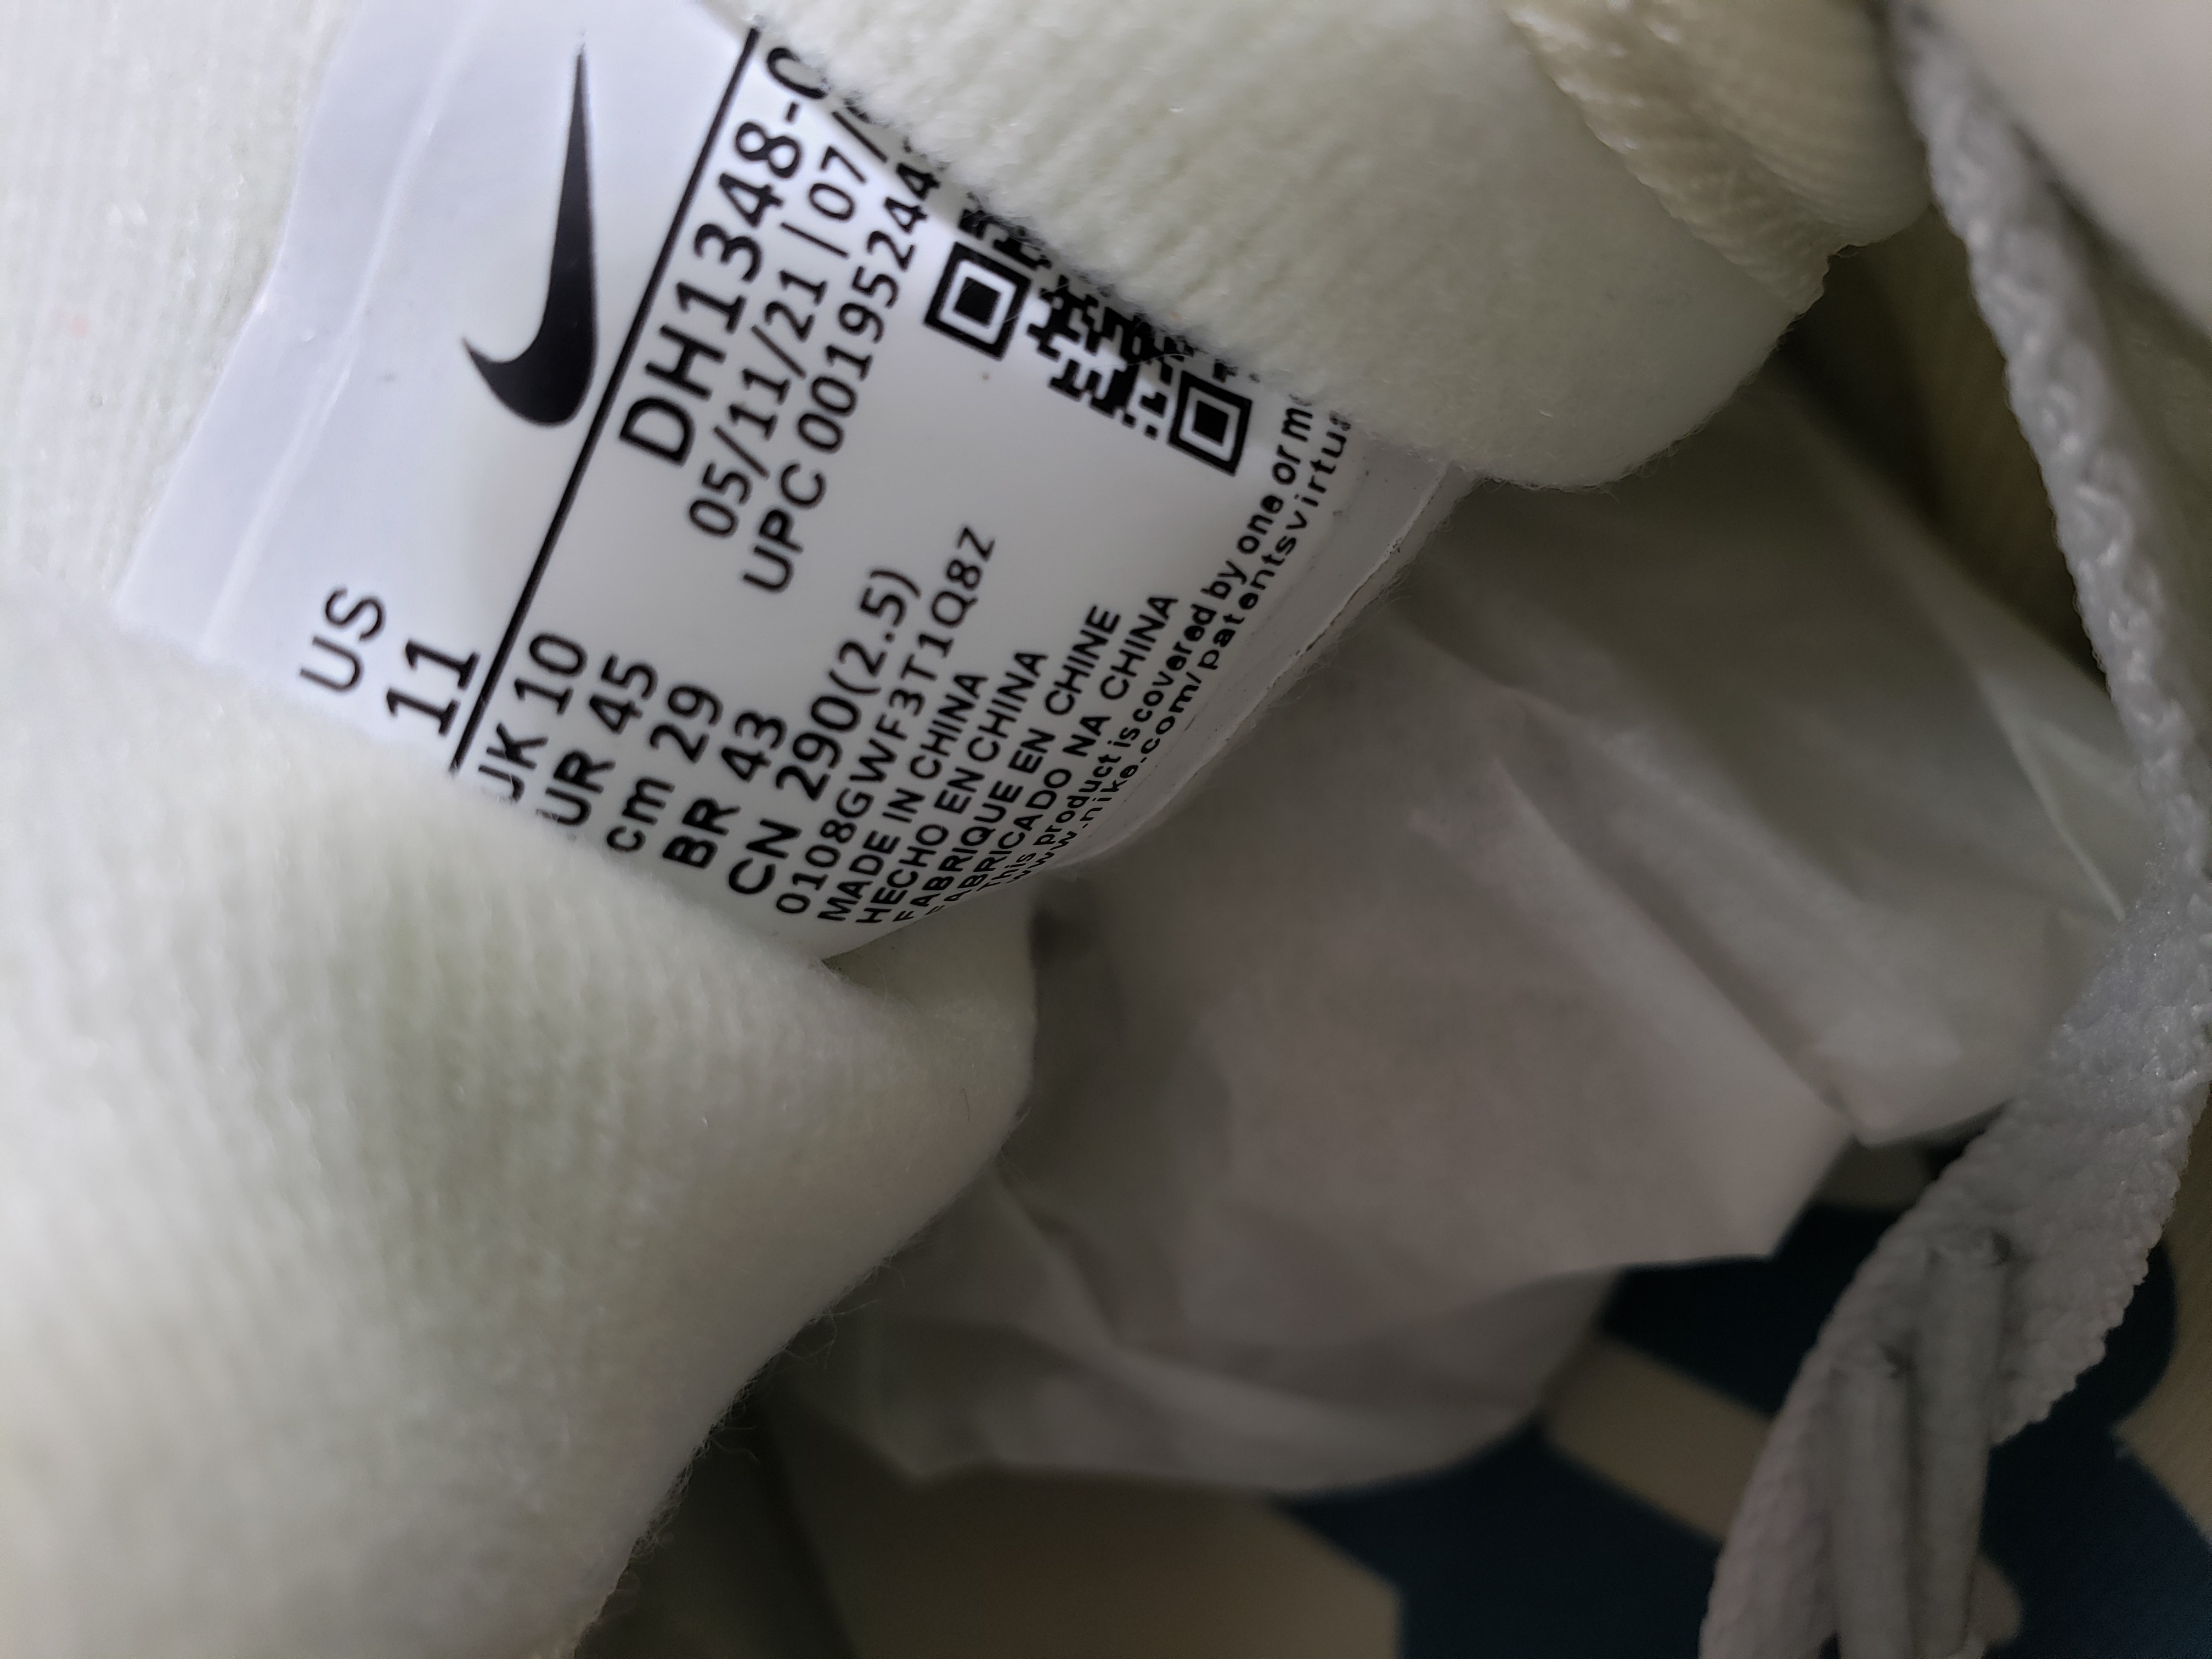 US
11
UK 10
EUR 45
cm 29
BR 43
CN 290(2.5)
DH1348-0
05/11/21 | 07/
UPC 0019524
0108GWF3T1Q8Z
MADE IN CHINA
HECHO EN CHINA
FABRIQUE EN CHINE
FABRICADO NA CHINA
This product is covered by one or
www.nike.com/patentsvirtua